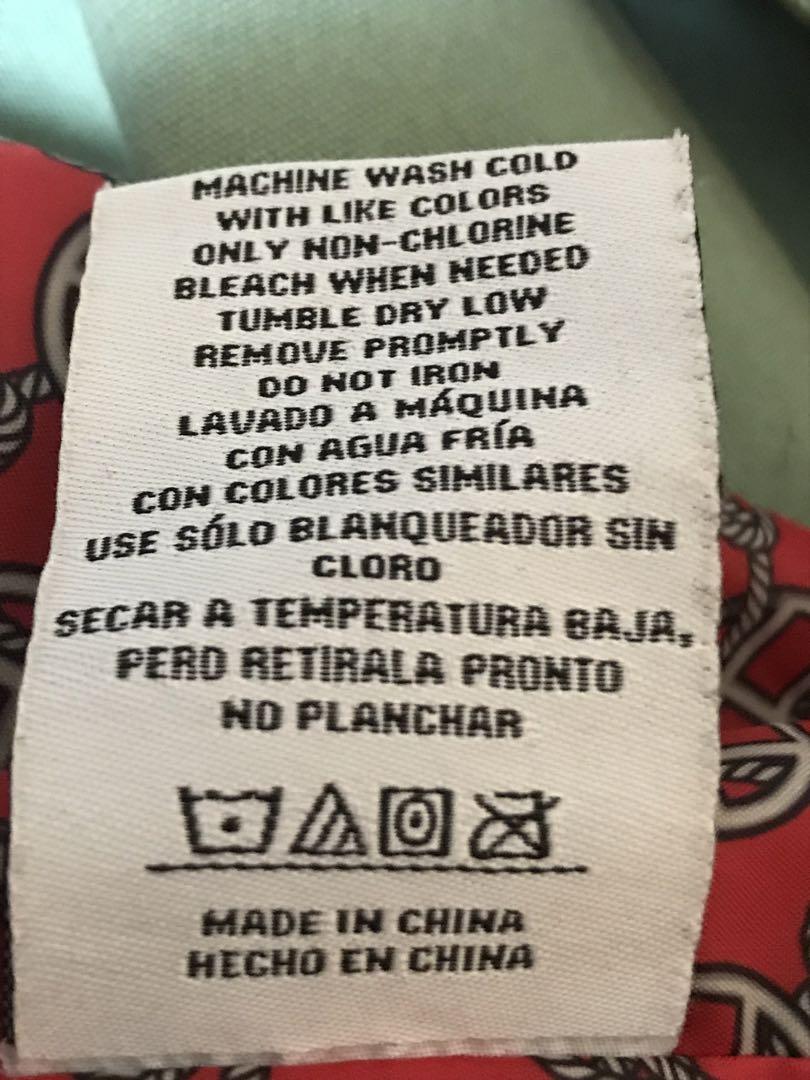 MACHINE WASH COLD
WITH LIKE COLORS
ONLY NON-CHLORINE
BLEACH WHEN NEEDED
TUMBLE DRY LOW
REMOVE PROMPTLY
DO NOT IRON
LAVADO A MÁQUINA
CON AGUA FRÍA
CON COLORES SIMILARES
USE SÓLO BLANQUEADOR SIN
CLORO
SECAR A TEMPERATURA BAJA,
PERO RETIRALA PRONTO
NO PLANCHAR
MADE IN CHINA
HECHO EN CHINA